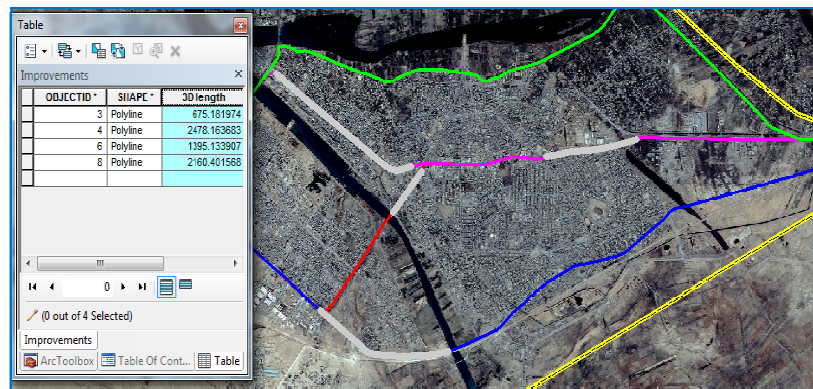 Table
Improvements
OBJECTID * SHAPE * 3D length
3 Polyline 675.181974
4 Polyline 2478.163683
6 Polyline 1395.133907
8 Polyline 2160.401568
0
(0 out of 4 Selected)
Improvements
ArcToolbox Table Of Cont... Table